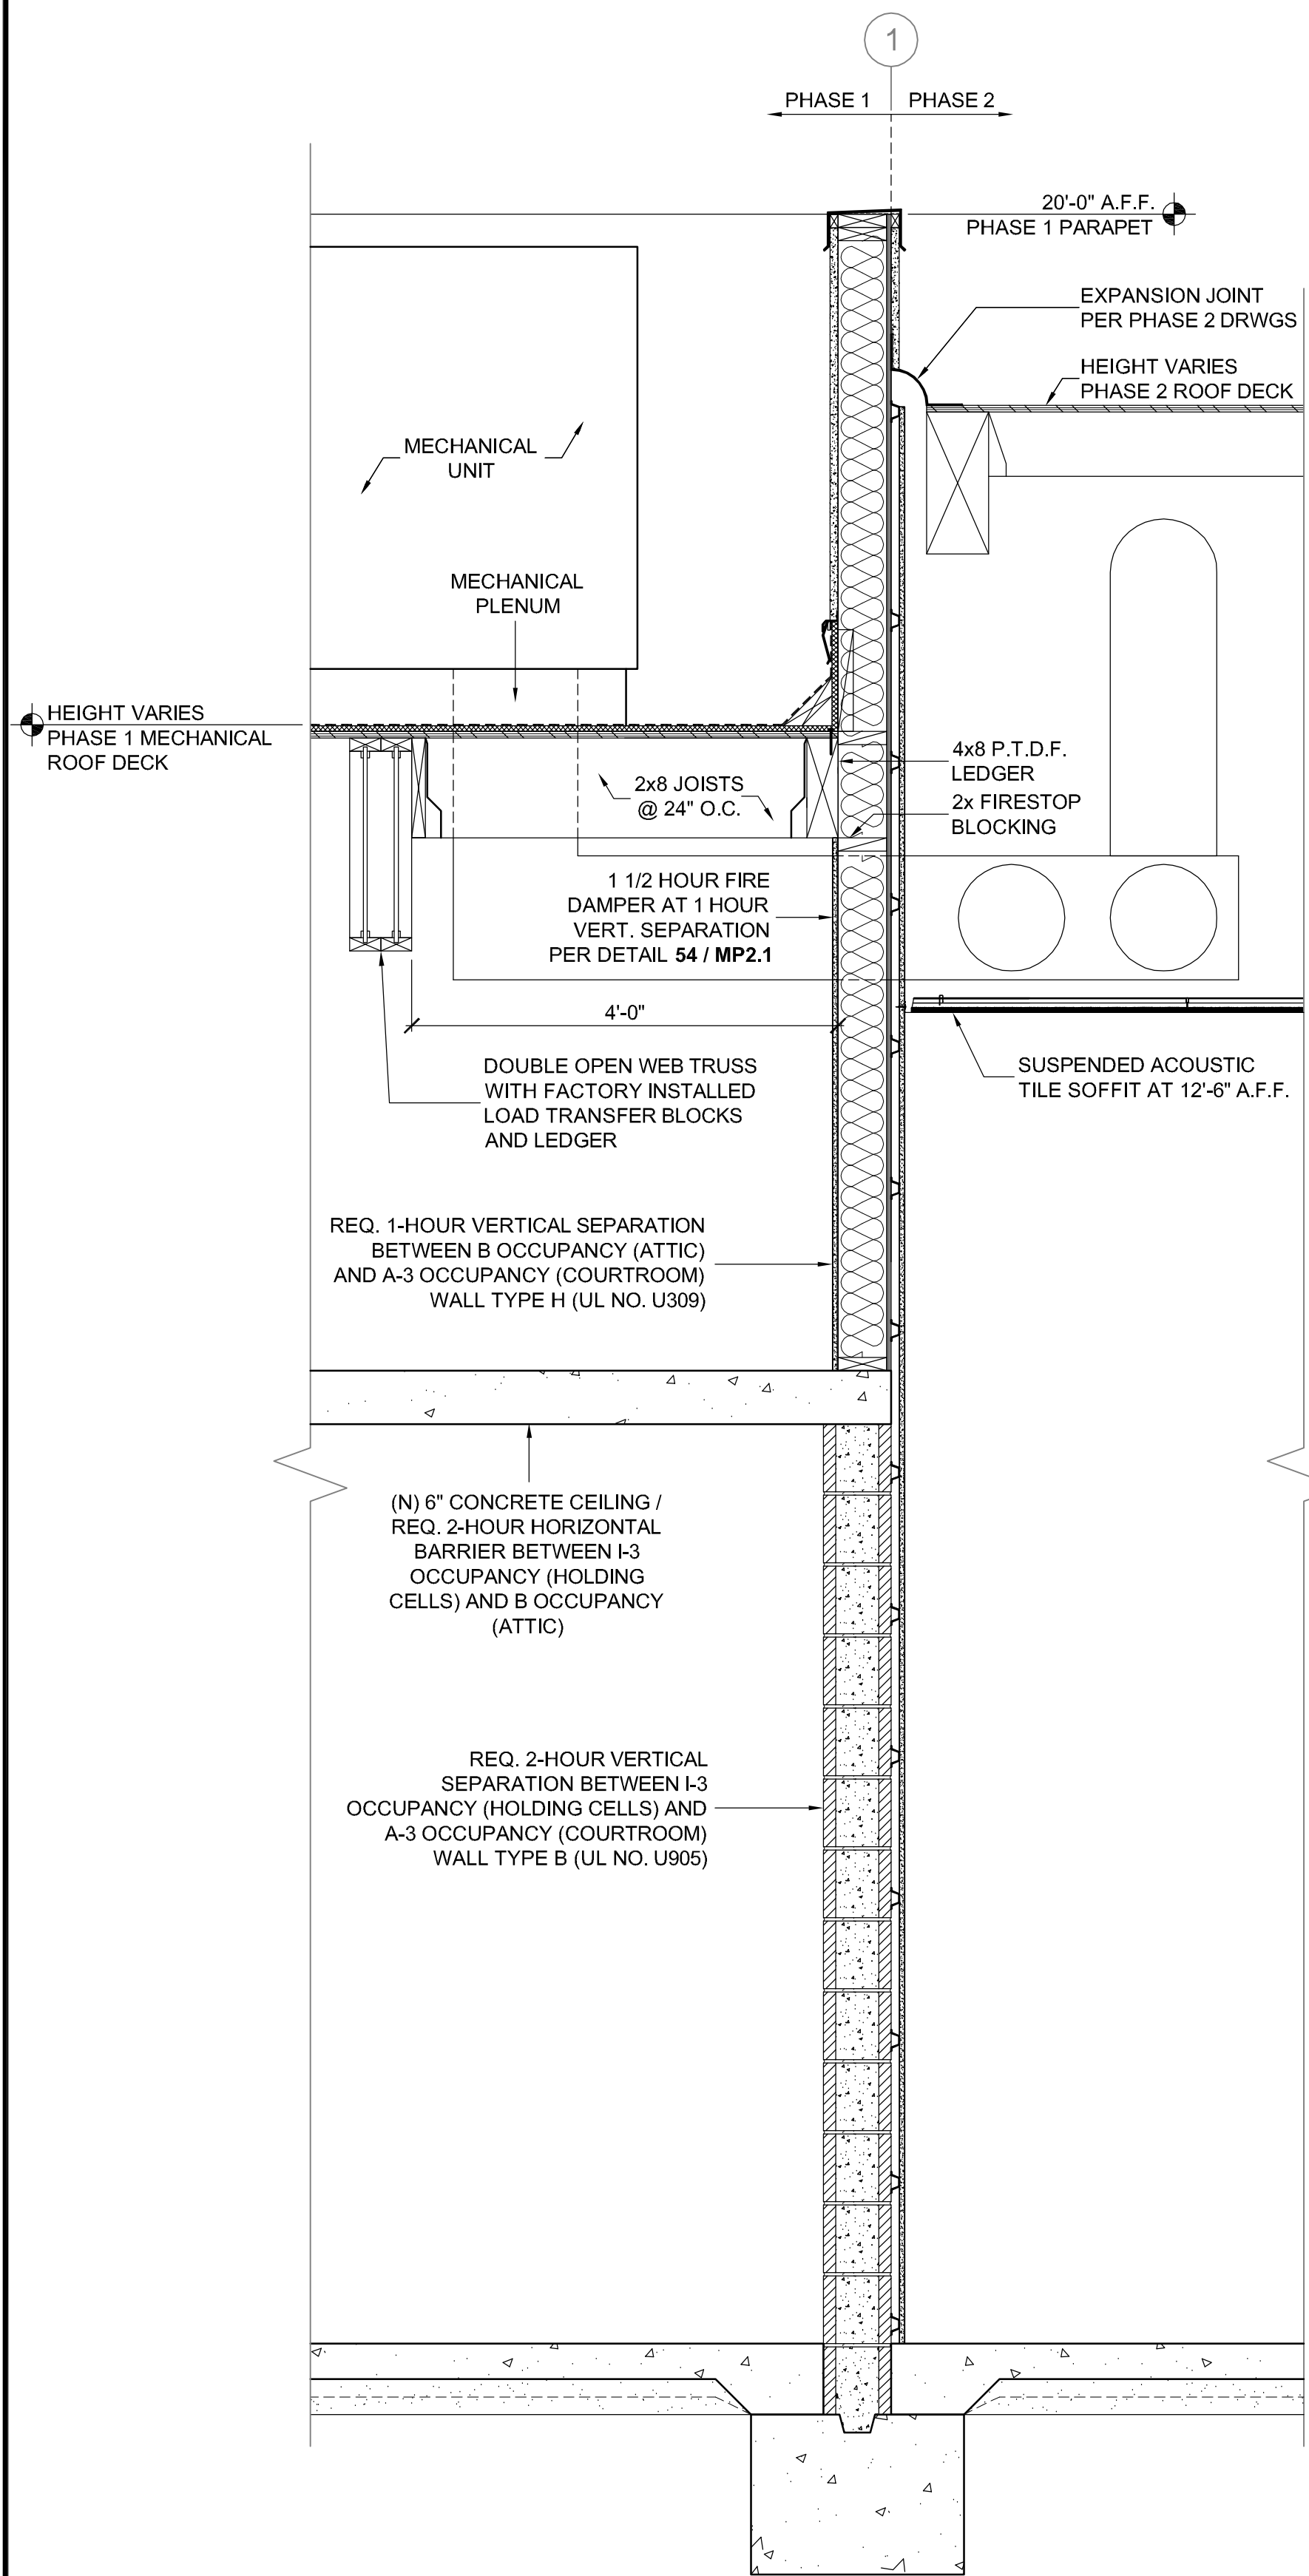 1
PHASE 1
PHASE 2
20'-0" A.F.F.
PHASE 1 PARAPET
EXPANSION JOINT
PER PHASE 2 DRWGS
HEIGHT VARIES
PHASE 2 ROOF DECK
MECHANICAL
UNIT
MECHANICAL
PLENUM
HEIGHT VARIES
PHASE 1 MECHANICAL
ROOF DECK
4x8 P.T.D.F.
LEDGER
2x8 JOISTS
@ 24" O.C.
2x FIRESTOP
BLOCKING
1 1/2 HOUR FIRE
DAMPER AT 1 HOUR
VERT. SEPARATION
PER DETAIL 54 / MP2.1
4'-0"
DOUBLE OPEN WEB TRUSS
WITH FACTORY INSTALLED
LOAD TRANSFER BLOCKS
AND LEDGER
SUSPENDED ACOUSTIC
TILE SOFFIT AT 12'-6" A.F.F.
REQ. 1-HOUR VERTICAL SEPARATION
BETWEEN B OCCUPANCY (ATTIC)
AND A-3 OCCUPANCY (COURTROOM)
WALL TYPE H (UL NO. U309)
(N) 6" CONCRETE CEILING /
REQ. 2-HOUR HORIZONTAL
BARRIER BETWEEN I-3
OCCUPANCY (HOLDING
CELLS) AND B OCCUPANCY
(ATTIC)
REQ. 2-HOUR VERTICAL
SEPARATION BETWEEN I-3
OCCUPANCY (HOLDING CELLS) AND
A-3 OCCUPANCY (COURTROOM)
WALL TYPE B (UL NO. U905)